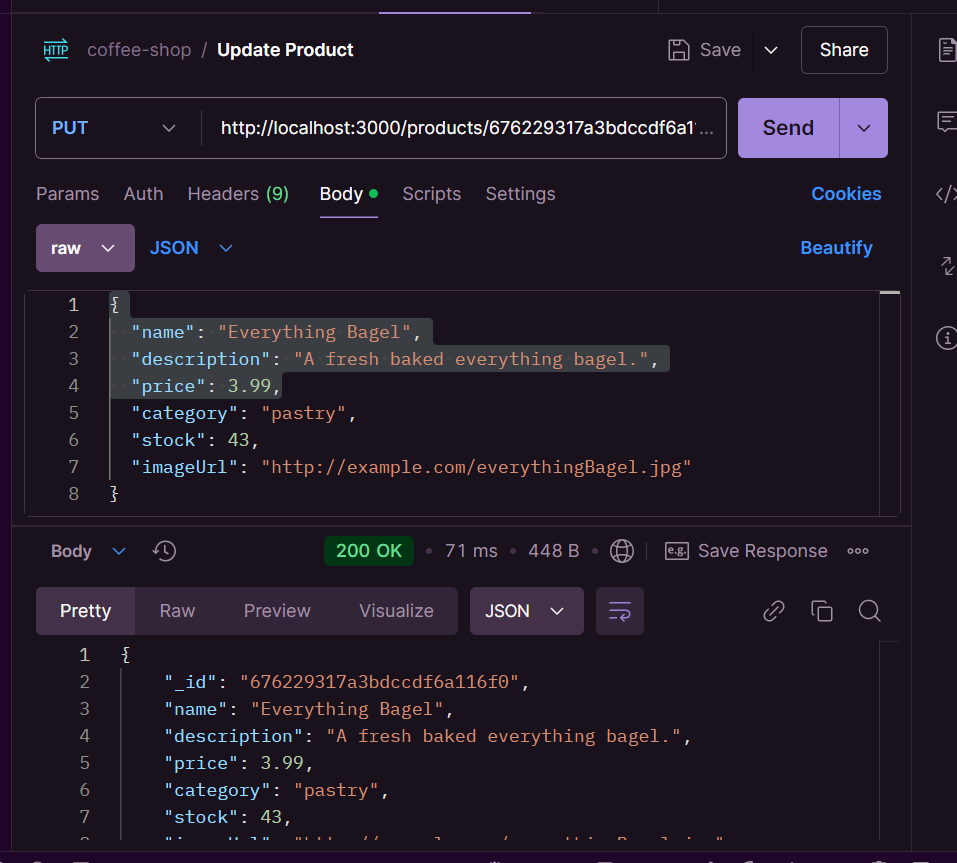 HTTP coffee-shop / Update Product Save Share
PUT http://localhost:3000/products/676229317a3bdccdf6a1... Send
Params Auth Headers (9) Body Scripts Settings Cookies
raw JSON Beautify
1 {
2 "name": "Everything Bagel",
3 "description": "A fresh baked everything bagel.",
4 "price": 3.99,
5 "category": "pastry",
6 "stock": 43,
7 "imageUrl": "http://example.com/everythingBagel.jpg"
8 }
Body 200 OK • 71 ms • 448 B • e.g. Save Response
Pretty Raw Preview Visualize JSON
1 {
2 "_id": "676229317a3bdccdf6a116f0",
3 "name": "Everything Bagel",
4 "description": "A fresh baked everything bagel.",
5 "price": 3.99,
6 "category": "pastry",
7 "stock": 43,